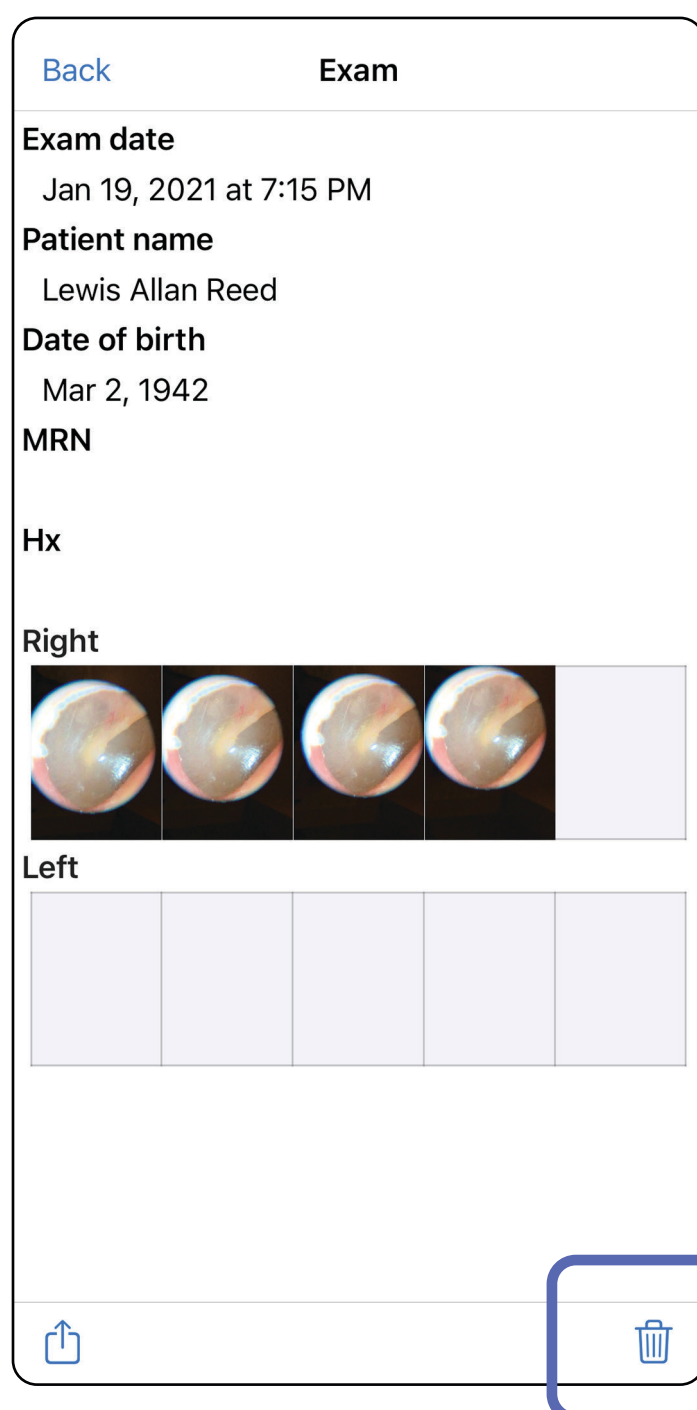 Back
Exam
Exam date
Jan 19, 2021 at 7:15 PM
Patient name
Lewis Allan Reed
Date of birth
Mar 2, 1942
MRN
Hx
Right
Left